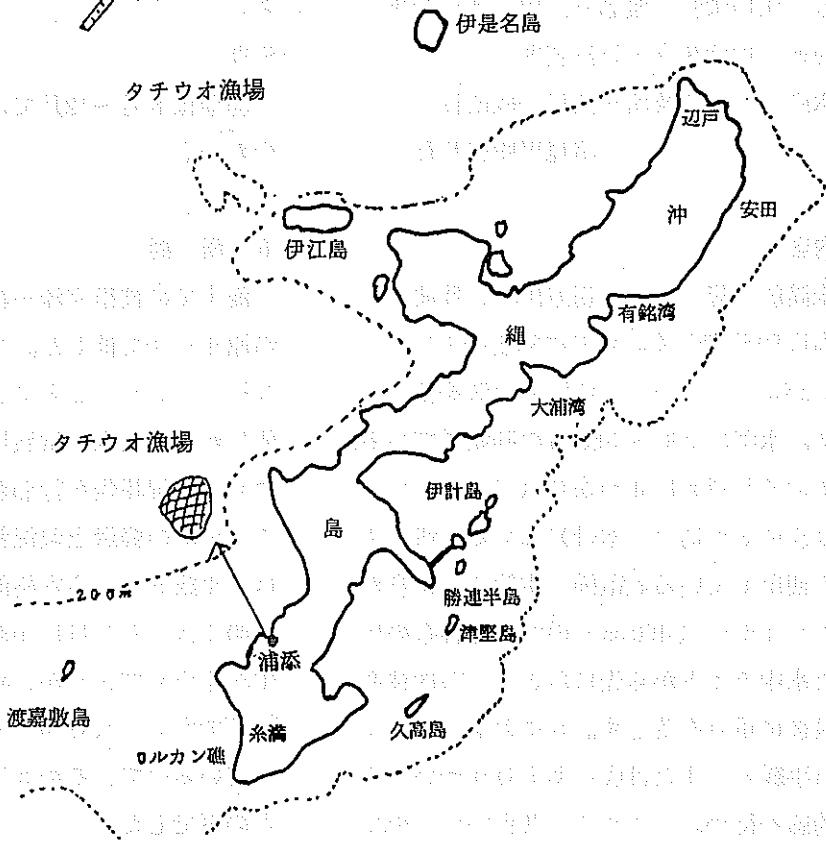 伊是名島
タチウオ漁場
辺戸
沖
安田
伊江島
有銘湾
縄
大浦湾
タチウオ漁場
伊計島
島
200m
勝連半島
津堅島
浦添
渡嘉敷島
糸満
久高島
ロルカン礁